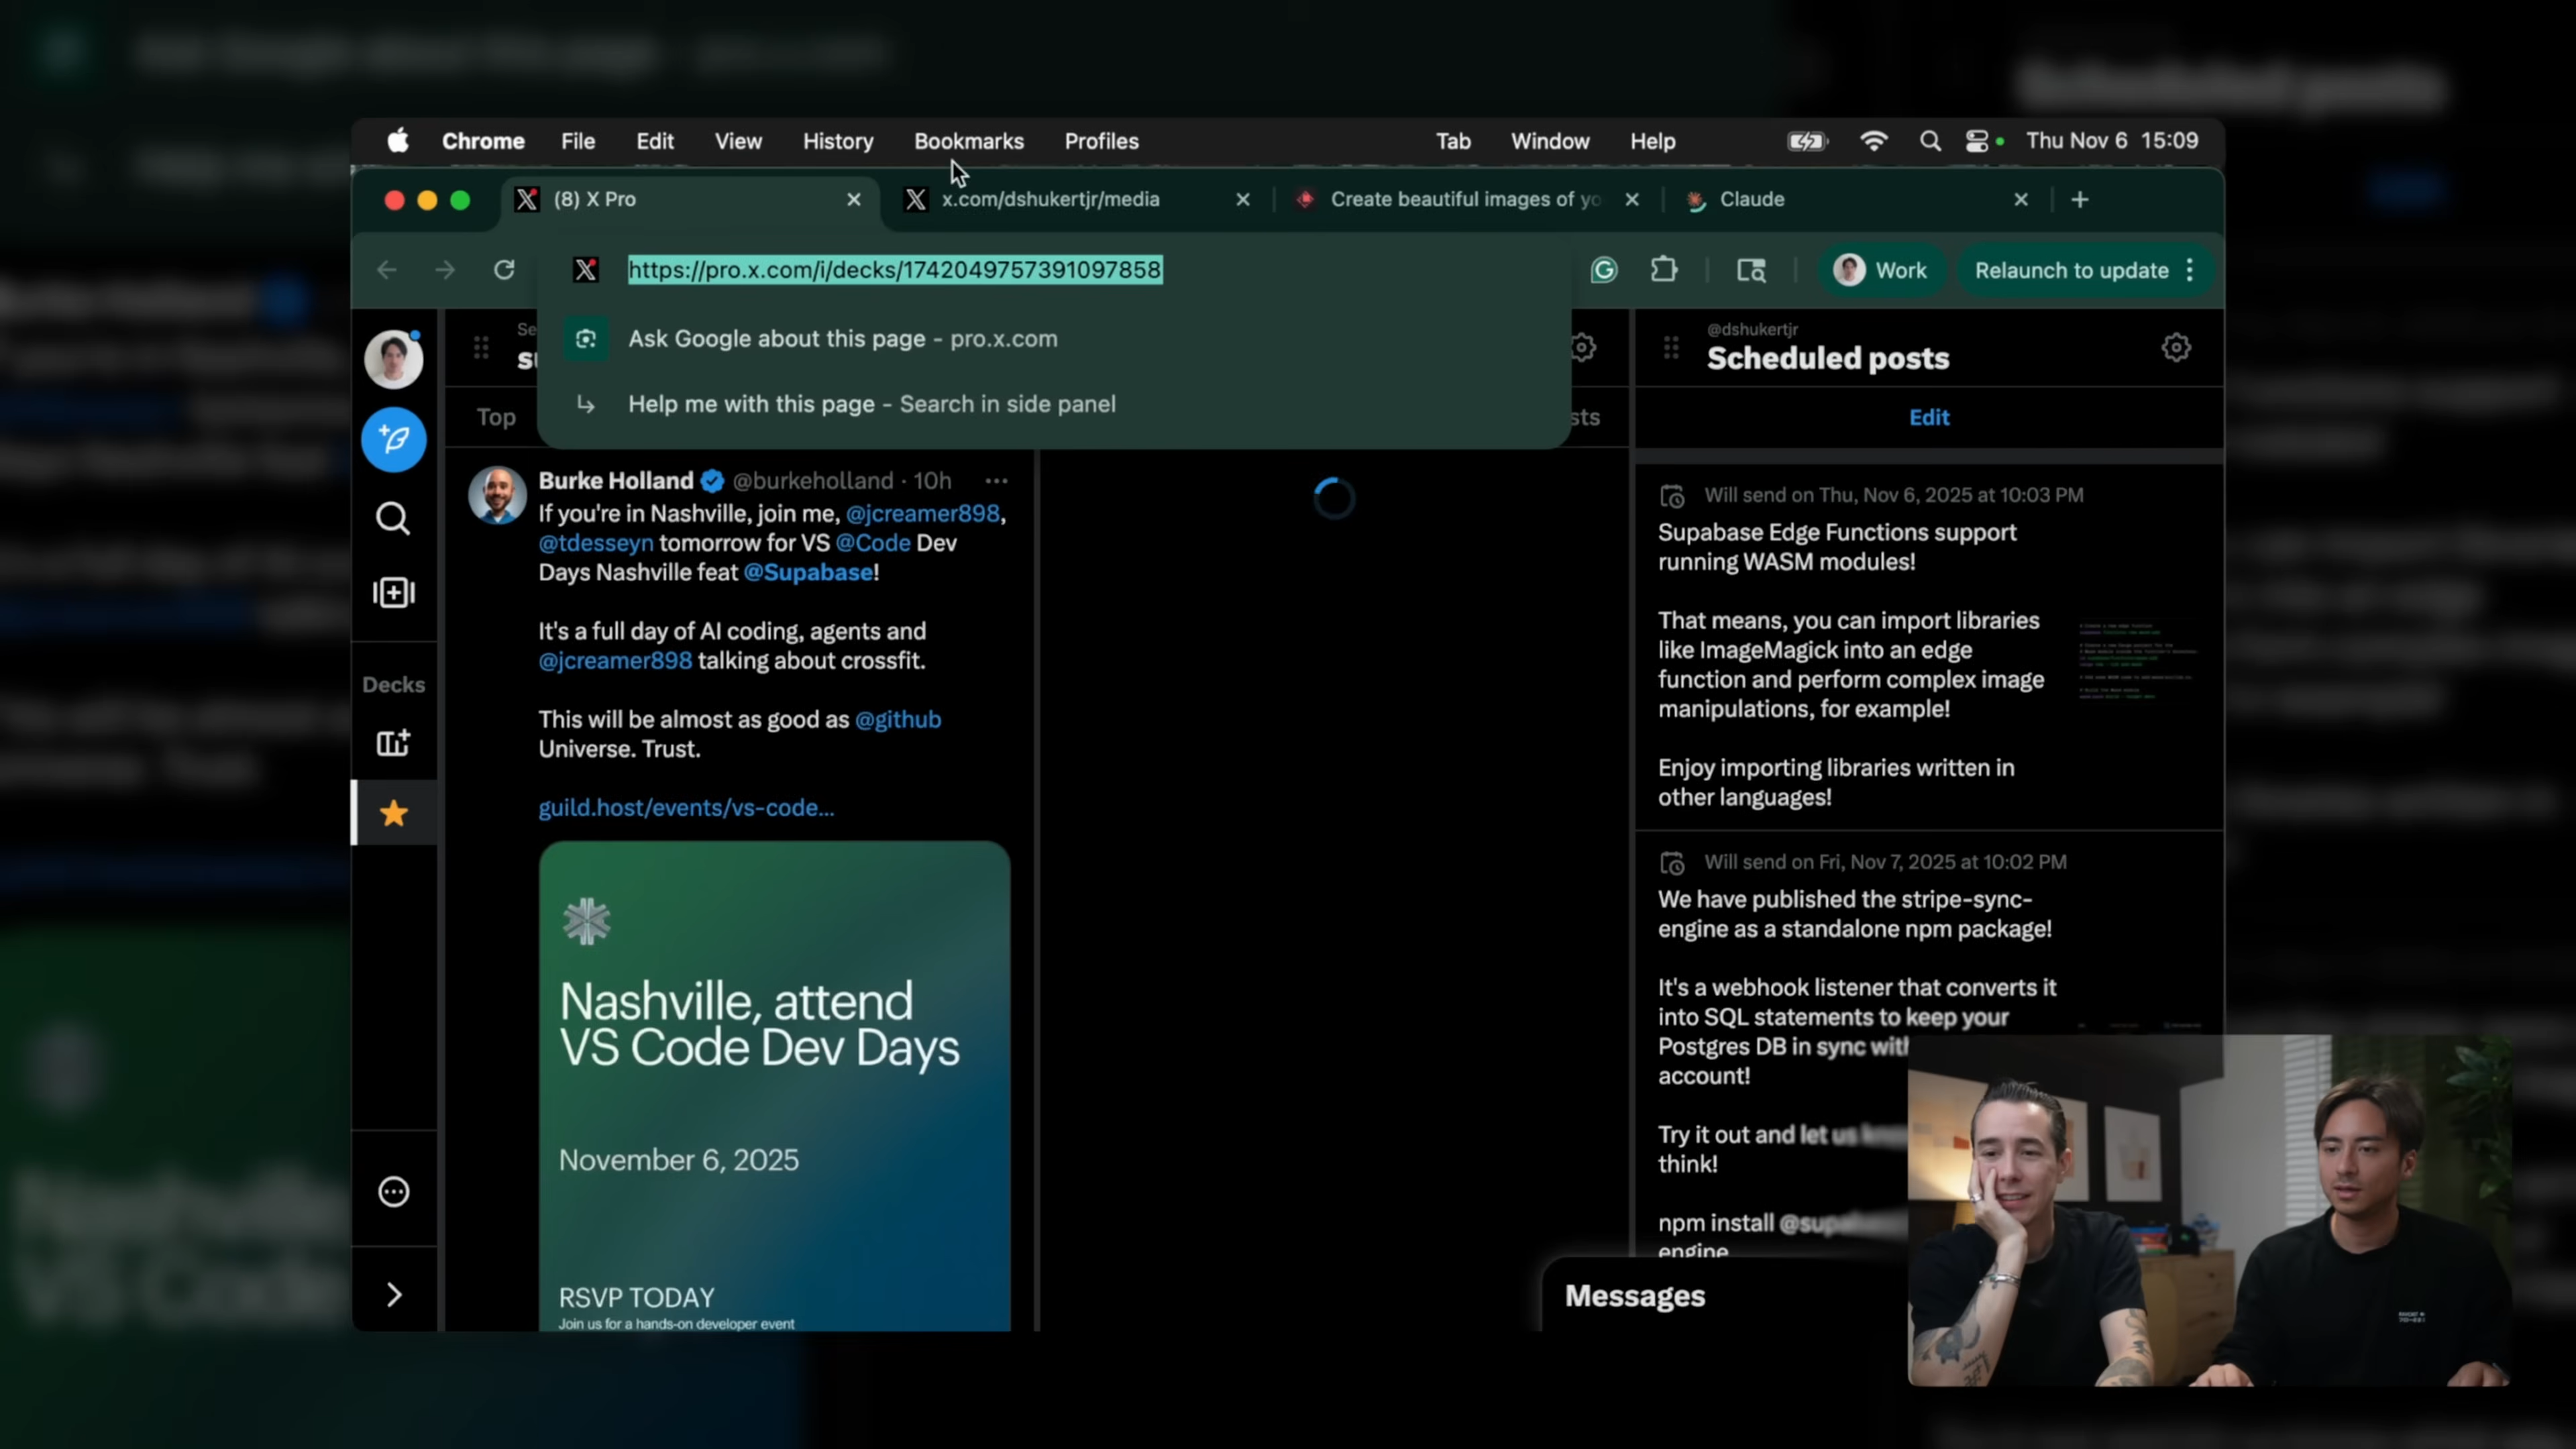 Chrome File Edit View History Bookmarks Profiles Tab Window Help Thu Nov 6 15:09
(8) X Pro
x.com/dshukertjr/media
Create beautiful images of yo
Claude
https://pro.x.com/i/decks/1742049757391097858
Work
Relaunch to update
Ask Google about this page - pro.x.com
Help me with this page - Search in side panel
Se
Top
sts
Decks
Burke Holland @burkeholland · 10h
If you're in Nashville, join me, @jcreamer898,
@tdesseyn tomorrow for VS @Code Dev
Days Nashville feat @Supabase!
It's a full day of AI coding, agents and
@jcreamer898 talking about crossfit.
This will be almost as good as @github
Universe. Trust.
guild.host/events/vs-code...
Nashville, attend
VS Code Dev Days
November 6, 2025
RSVP TODAY
Join us for a hands-on developer event
@dshukertjr
Scheduled posts
Edit
Will send on Thu, Nov 6, 2025 at 10:03 PM
Supabase Edge Functions support
running WASM modules!
That means, you can import libraries
like ImageMagick into an edge
function and perform complex image
manipulations, for example!
Enjoy importing libraries written in
other languages!
Will send on Fri, Nov 7, 2025 at 10:02 PM
We have published the stripe-sync-
engine as a standalone npm package!
It's a webhook listener that converts it
into SQL statements to keep your
Postgres DB in sync with
account!
Try it out and let us know
think!
npm install
engine
Messages